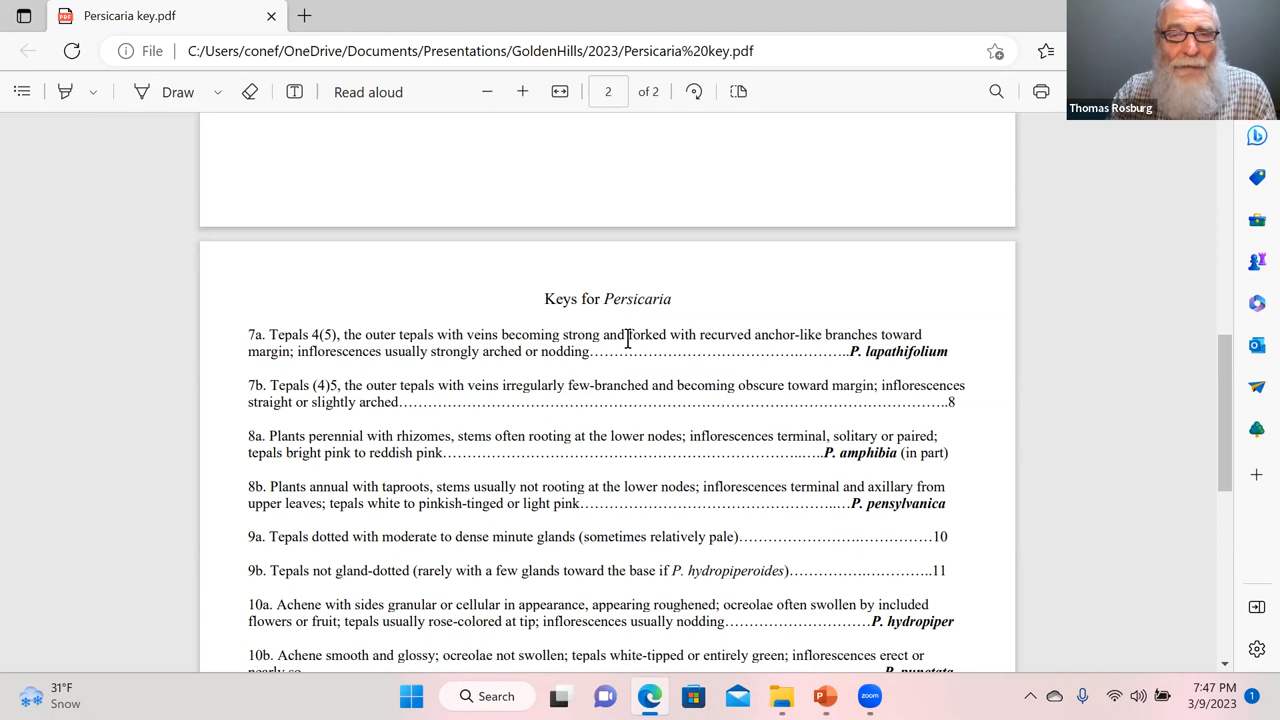 Persicaria key.pdf
File C:/Users/conef/OneDrive/Documents/Presentations/GoldenHills/2023/Persicaria%20key.pdf
Draw Read aloud 2 of 2
Thomas Rosburg
Keys for Persicaria
7a. Tepals 4(5), the outer tepals with veins becoming strong and forked with recurved anchor-like branches toward
margin; inflorescences usually strongly arched or nodding……………………………………………..P. lapathifolium
7b. Tepals (4)5, the outer tepals with veins irregularly few-branched and becoming obscure toward margin; inflorescences
straight or slightly arched…………………………………………………………………………………………..8
8a. Plants perennial with rhizomes, stems often rooting at the lower nodes; inflorescences terminal, solitary or paired;
tepals bright pink to reddish pink……………………………………………………………..…..P. amphibia (in part)
8b. Plants annual with taproots, stems usually not rooting at the lower nodes; inflorescences terminal and axillary from
upper leaves; tepals white to pinkish-tinged or light pink…………………………………………..…P. pensylvanica
9a. Tepals dotted with moderate to dense minute glands (sometimes relatively pale)………………….…………10
9b. Tepals not gland-dotted (rarely with a few glands toward the base if P. hydropiperoides)…………….…………..11
10a. Achene with sides granular or cellular in appearance, appearing roughened; ocreolae often swollen by included
flowers or fruit; tepals usually rose-colored at tip; inflorescences usually nodding………………………P. hydropiper
10b. Achene smooth and glossy; ocreolae not swollen; tepals white-tipped or entirely green; inflorescences erect or
31°F
Snow
Search
zoom
7:47 PM
3/9/2023
1